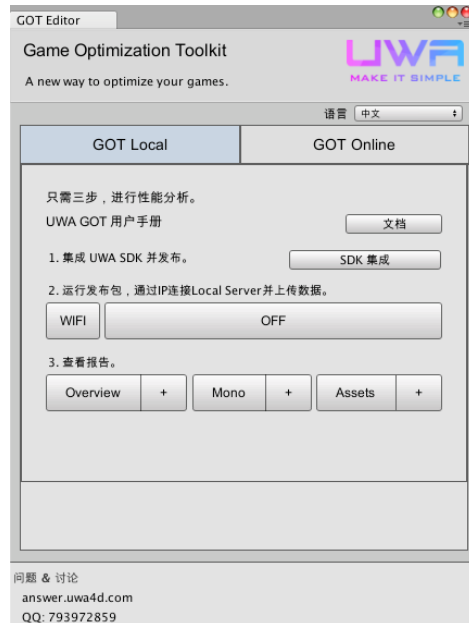 GOT Editor
Game Optimization Toolkit
A new way to optimize your games.
UWA
MAKE IT SIMPLE
语言 中文
GOT Local GOT Online
只需三步，进行性能分析。
UWA GOT 用户手册 文档
1. 集成 UWA SDK 并发布。 SDK 集成
2. 运行发布包，通过IP连接Local Server并上传数据。
WIFI OFF
3. 查看报告。
Overview + Mono + Assets +
问题 & 讨论
answer.uwa4d.com
QQ: 793972859